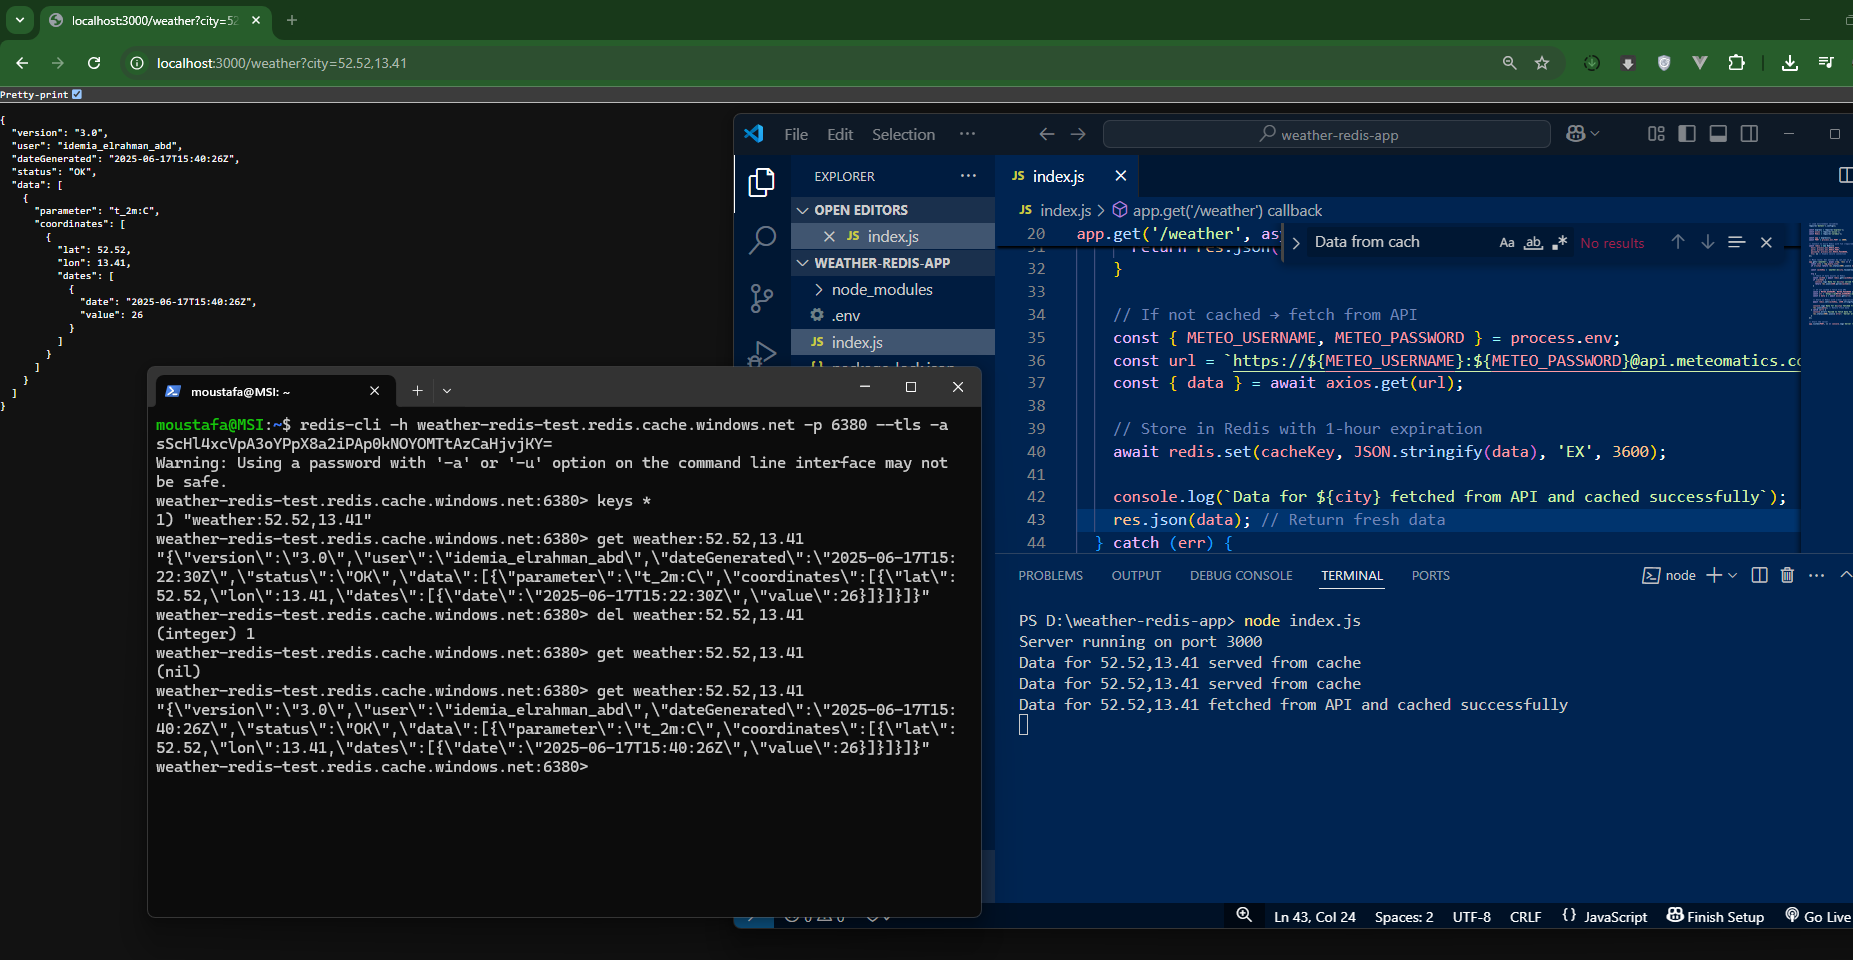 localhost:3000/weather?city=52
localhost:3000/weather?city=52.52,13.41
Pretty-print
{
"version": "3.0",
"user": "idemia_elrahman_abd",
"dateGenerated": "2025-06-17T15:40:26Z",
"status": "OK",
"data": [
{
"parameter": "t_2m:C",
"coordinates": [
{
"lat": 52.52,
"lon": 13.41,
"dates": [
{
"date": "2025-06-17T15:40:26Z",
"value": 26
}
]
}
]
}
]
}
File Edit Selection ···
weather-redis-app
EXPLORER ···
OPEN EDITORS
JS index.js
WEATHER-REDIS-APP
node_modules
.env
JS index.js
JS index.js
JS index.js > app.get('/weather') callback
Data from cach
Aa ab .* No results
20 app.get('/weather', as
32 }
33
34 // If not cached → fetch from API
35 const { METEO_USERNAME, METEO_PASSWORD } = process.env;
36 const url = `https://${METEO_USERNAME}:${METEO_PASSWORD}@api.meteomatics.co
37 const { data } = await axios.get(url);
38
39 // Store in Redis with 1-hour expiration
40 await redis.set(cacheKey, JSON.stringify(data), 'EX', 3600);
41
42 console.log(`Data for ${city} fetched from API and cached successfully`);
43 res.json(data); // Return fresh data
44 } catch (err) {
PROBLEMS OUTPUT DEBUG CONSOLE TERMINAL PORTS
node
PS D:\weather-redis-app> node index.js
Server running on port 3000
Data for 52.52,13.41 served from cache
Data for 52.52,13.41 served from cache
Data for 52.52,13.41 fetched from API and cached successfully
Ln 43, Col 24 Spaces: 2 UTF-8 CRLF {} JavaScript Finish Setup Go Live
moustafa@MSI: ~
moustafa@MSI:~$ redis-cli -h weather-redis-test.redis.cache.windows.net -p 6380 --tls -a
sScHl4xcVpA3oYPpX8a2iPAp0kNOYOMTtAzCaHjvjKY=
Warning: Using a password with '-a' or '-u' option on the command line interface may not
be safe.
weather-redis-test.redis.cache.windows.net:6380> keys *
1) "weather:52.52,13.41"
weather-redis-test.redis.cache.windows.net:6380> get weather:52.52,13.41
"{\"version\":\"3.0\",\"user\":\"idemia_elrahman_abd\",\"dateGenerated\":\"2025-06-17T15:
22:30Z\",\"status\":\"OK\",\"data\":[{\"parameter\":\"t_2m:C\",\"coordinates\":[{\"lat\":
52.52,\"lon\":13.41,\"dates\":[{\"date\":\"2025-06-17T15:22:30Z\",\"value\":26}]}]}]}"
weather-redis-test.redis.cache.windows.net:6380> del weather:52.52,13.41
(integer) 1
weather-redis-test.redis.cache.windows.net:6380> get weather:52.52,13.41
(nil)
weather-redis-test.redis.cache.windows.net:6380> get weather:52.52,13.41
"{\"version\":\"3.0\",\"user\":\"idemia_elrahman_abd\",\"dateGenerated\":\"2025-06-17T15:
40:26Z\",\"status\":\"OK\",\"data\":[{\"parameter\":\"t_2m:C\",\"coordinates\":[{\"lat\":
52.52,\"lon\":13.41,\"dates\":[{\"date\":\"2025-06-17T15:40:26Z\",\"value\":26}]}]}]}"
weather-redis-test.redis.cache.windows.net:6380>